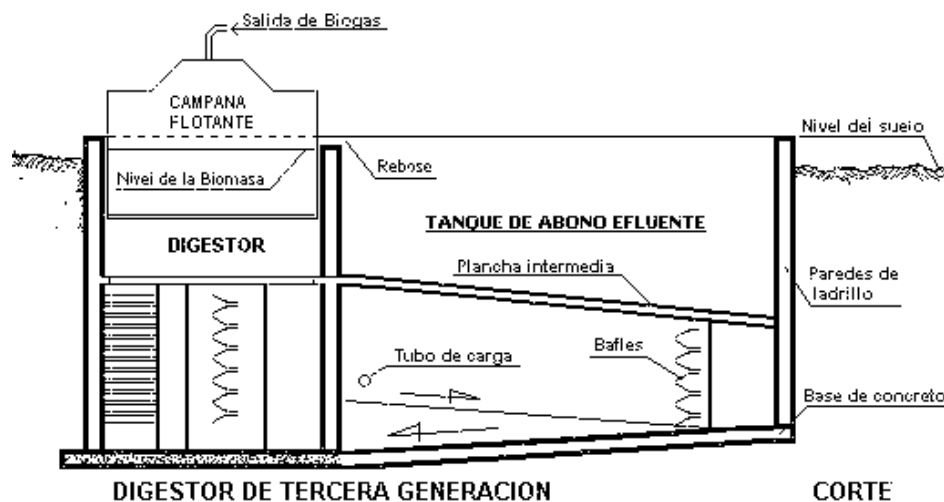 Salida de Biogas
CAMPANA
FLOTANTE
Nivel del suelo
Rebose
Nivel de la Biomasa
TANQUE DE ABONO EFLUENTE
DIGESTOR
Plancha intermedia
Paredes de
ladrillo
Tubo de carga
Bafles
Base de concreto
DIGESTOR DE TERCERA GENERACION
CORTE